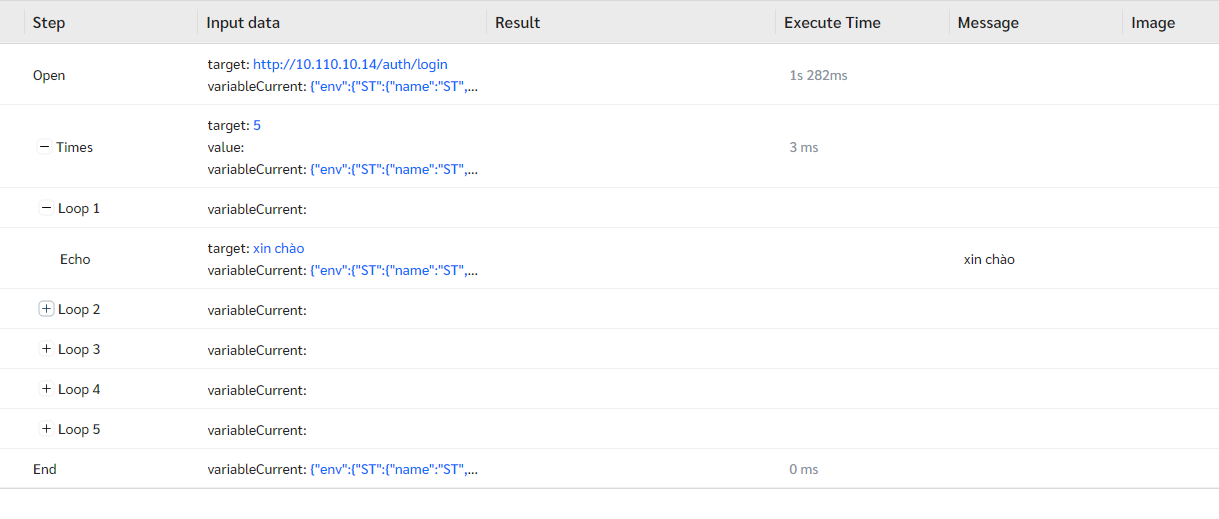 Step Input data Result Execute Time Message Image
Open
target: http://10.110.10.14/auth/login
variableCurrent: {"env":{"ST":{"name":"ST",...
1s 282ms
Times
target: 5
value:
variableCurrent: {"env":{"ST":{"name":"ST",...
3 ms
Loop 1 variableCurrent:
Echo
target: xin chào
variableCurrent: {"env":{"ST":{"name":"ST",...
xin chào
Loop 2 variableCurrent:
Loop 3 variableCurrent:
Loop 4 variableCurrent:
Loop 5 variableCurrent:
End variableCurrent: {"env":{"ST":{"name":"ST",... 0 ms